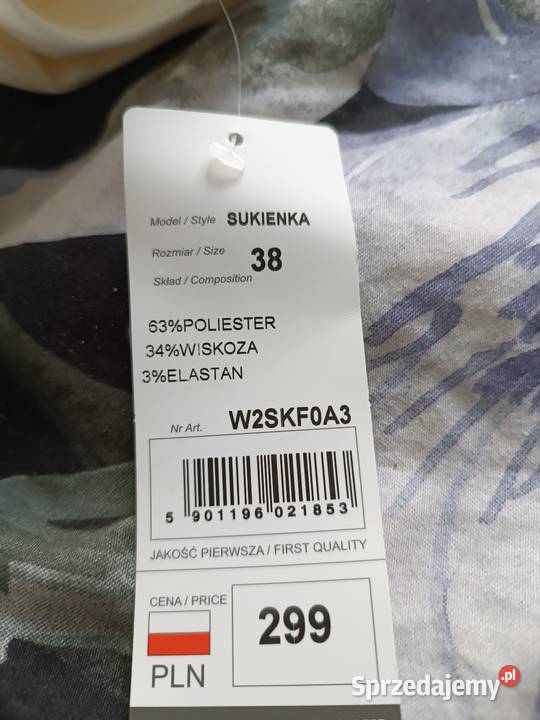 Model / Style SUKIENKA
Rozmiar / Size 38
Skład / Composition
63%POLIESTER
34%WISKOZA
3%ELASTAN
Nr Art. W2SKF0A3
5 901196 021853
JAKOŚĆ PIERWSZA / FIRST QUALITY
CENA / PRICE
299
PLN
Sprzedajemy.pl